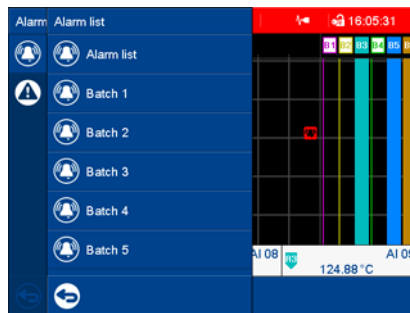 Alarm
Alarm list
16:05:31
B1 B2 B3 B4 B5 B
Alarm list
Batch 1
Batch 2
Batch 3
Batch 4
Batch 5
AI 08
B3
AI 09
124.88 °C